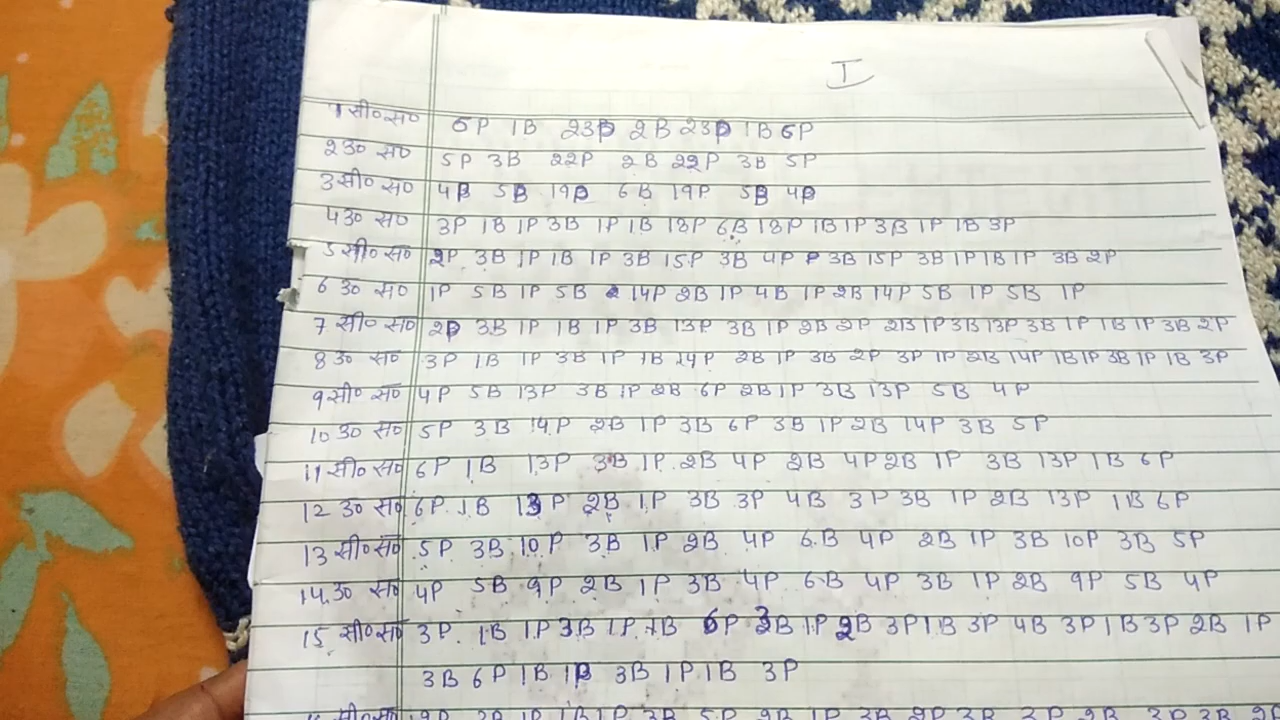 I
1 सी० स० 6P 1B 23P 2B 23P 1B 6P
2 उ० स० 5P 3B 22P 2B 22P 3B 5P
3 सी० स० 4P 5B 19P 6B 19P 5B 4P
4 उ० स० 3P 1B 1P 3B 1P 1B 18P 6B 18P 1B 1P 3B 1P 1B 3P
5 सी० स० 2P 3B 1P 1B 1P 3B 15P 3B 4P P 3B 15P 3B 1P 1B 1P 3B 2P
6 उ० स० 1P 5B 1P 5B 14P 2B 1P 4B 1P 2B 14P 5B 1P 5B 1P
7 सी० स० 2P 3B 1P 1B 1P 3B 13P 3B 1P 2B 2P 2B 1P 3B 13P 3B 1P 1B 1P 3B 2P
8 उ० स० 3P 1B 1P 3B 1P 1B 14P 2B 1P 3B 2P 3P 1P 2B 14P 1B 1P 3B 1P 1B 3P
9 सी० स० 4P 5B 13P 3B 1P 2B 6P 2B 1P 3B 13P 5B 4P
10 उ० स० 5P 3B 14P 2B 1P 3B 6P 3B 1P 2B 14P 3B 5P
11 सी० स० 6P 1B 13P 3B 1P 2B 4P 2B 4P 2B 1P 3B 13P 1B 6P
12 उ० स० 6P 1B 13P 2B 1P 3B 3P 4B 3P 3B 1P 2B 13P 1B 6P
13 सी० स० 5P 3B 10P 3B 1P 2B 4P 6B 4P 2B 1P 3B 10P 3B 5P
14 उ० स० 4P 5B 9P 2B 1P 3B 4P 6B 4P 3B 1P 2B 9P 5B 4P
15 सी० स० 3P 1B 1P 3B 1P 1B 6P 3B 1P 2B 3P 1B 3P 4B 3P 1B 3P 2B 1P
3B 6P 1B 1P 3B 1P 1B 3P